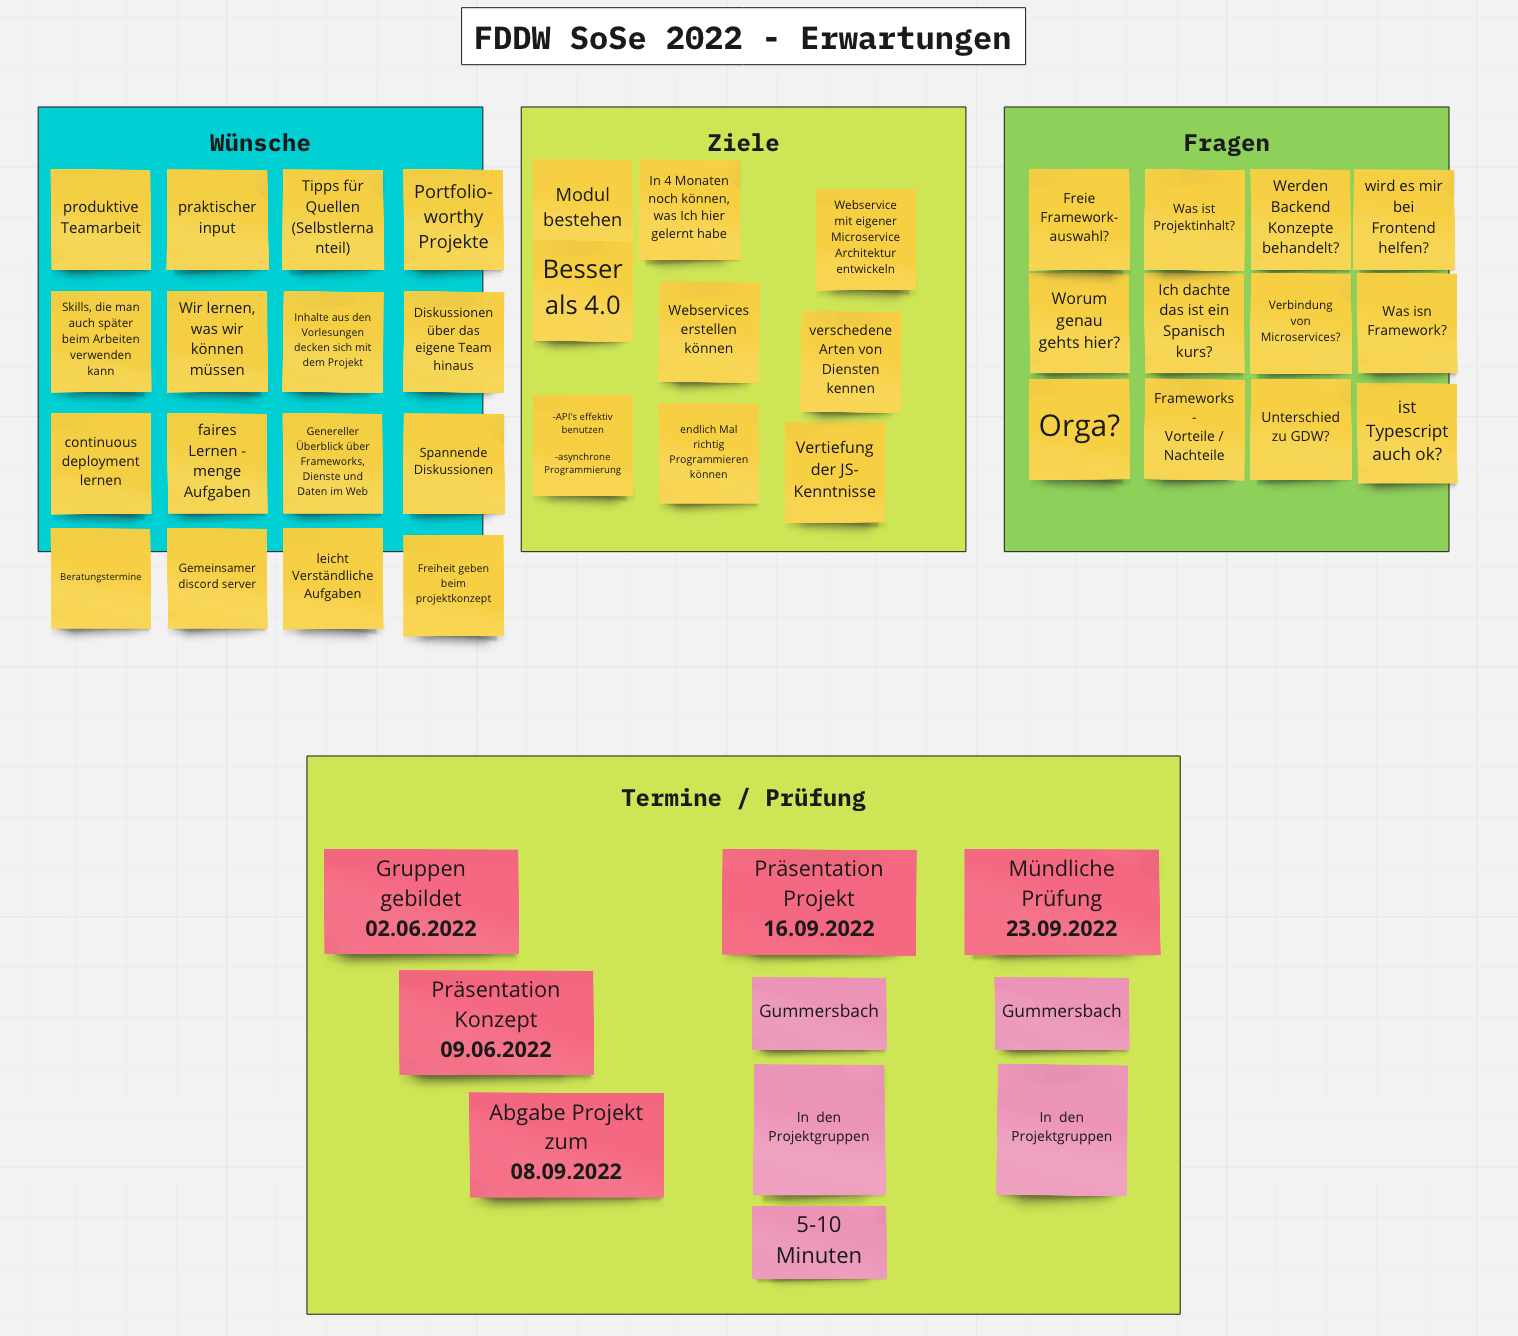 FDDW SoSe 2022 - Erwartungen
Wünsche
produktive
Teamarbeit
praktischer
input
Tipps für
Quellen
(Selbstlerna
nteil)
Portfolio-
worthy
Projekte
Skills, die man
auch später
beim Arbeiten
verwenden
kann
Wir lernen,
was wir
können
müssen
Inhalte aus den
Vorlesungen
decken sich mit
dem Projekt
Diskussionen
über das
eigene Team
hinaus
continuous
deployment
lernen
faires
Lernen -
menge
Aufgaben
Genereller
Überblick über
Frameworks,
Dienste und
Daten im Web
Spannende
Diskussionen
Beratungstermine
Gemeinsamer
discord server
leicht
Verständliche
Aufgaben
Freiheit geben
beim
projektkonzept
Ziele
Modul
bestehen
In 4 Monaten
noch können,
was Ich hier
gelernt habe
Webservice
mit eigener
Microservice
Architektur
entwickeln
Besser
als 4.0
Webservices
erstellen
können
verschedene
Arten von
Diensten
kennen
-API's effektiv
benutzen
-asynchrone
Programmierung
endlich Mal
richtig
Programmieren
können
Vertiefung
der JS-
Kenntnisse
Fragen
Freie
Framework-
auswahl?
Was ist
Projektinhalt?
Werden
Backend
Konzepte
behandelt?
wird es mir
bei
Frontend
helfen?
Worum
genau
gehts hier?
Ich dachte
das ist ein
Spanisch
kurs?
Verbindung
von
Microservices?
Was isn
Framework?
Orga?
Frameworks
-
Vorteile /
Nachteile
Unterschied
zu GDW?
ist
Typescript
auch ok?
Termine / Prüfung
Gruppen
gebildet
02.06.2022
Präsentation
Konzept
09.06.2022
Abgabe Projekt
zum
08.09.2022
Präsentation
Projekt
16.09.2022
Gummersbach
In den
Projektgruppen
5-10
Minuten
Mündliche
Prüfung
23.09.2022
Gummersbach
In den
Projektgruppen